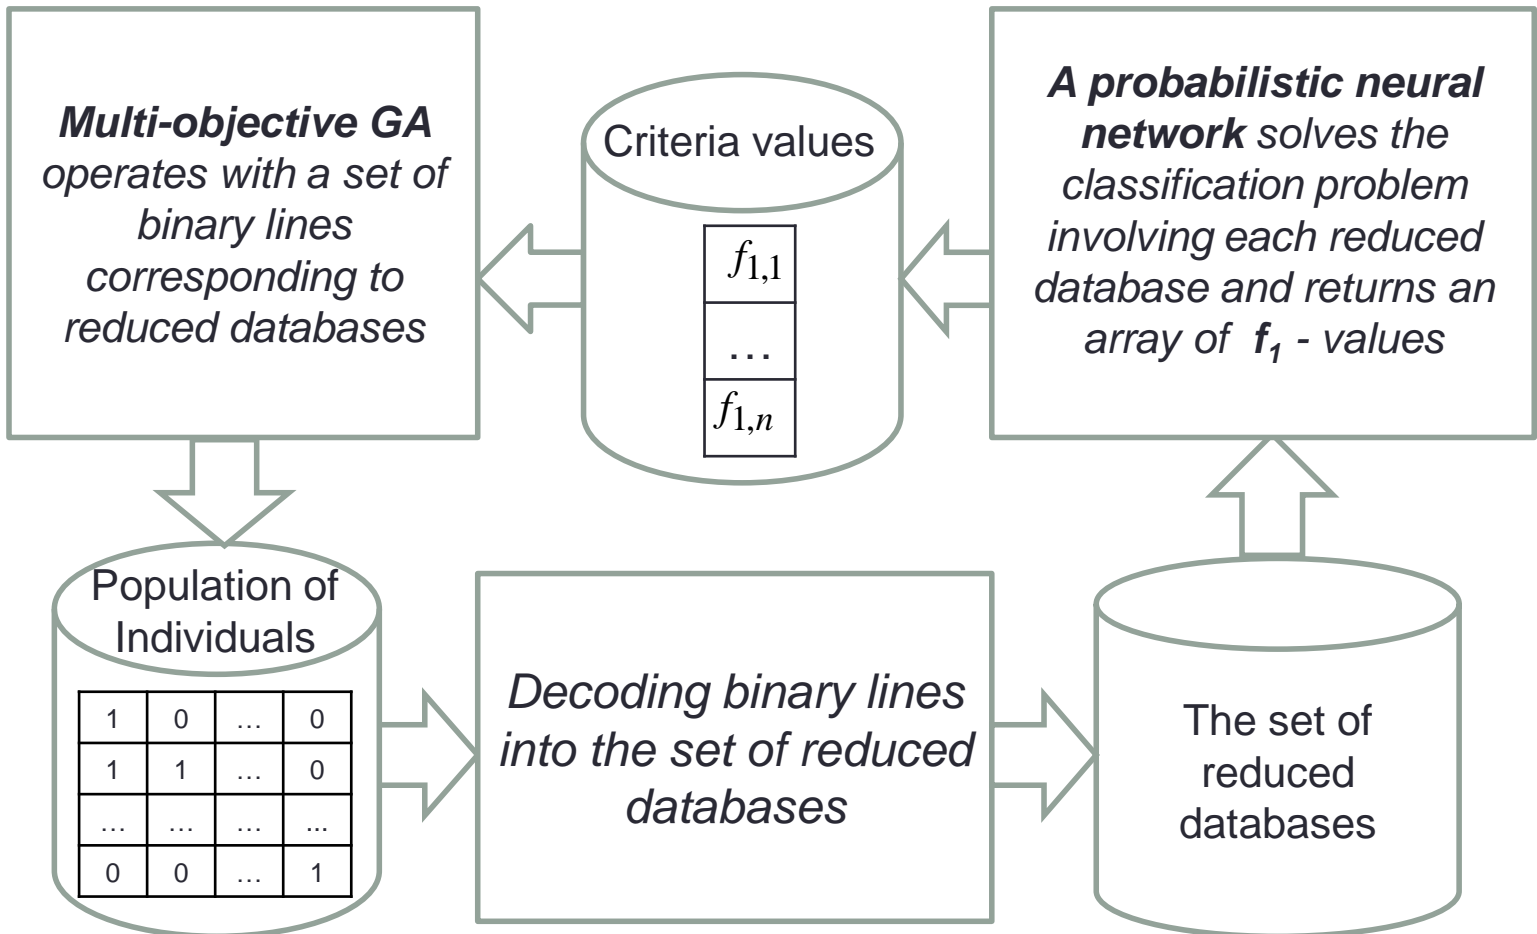 Multi-objective GA
operates with a set of
binary lines
corresponding to
reduced databases
Criteria values
f1,1
…
f1,n
A probabilistic neural
network solves the
classification problem
involving each reduced
database and returns an
array of f1 - values
Population of
Individuals
1 0 … 0
1 1 … 0
… … … ...
0 0 … 1
Decoding binary lines
into the set of reduced
databases
The set of
reduced
databases